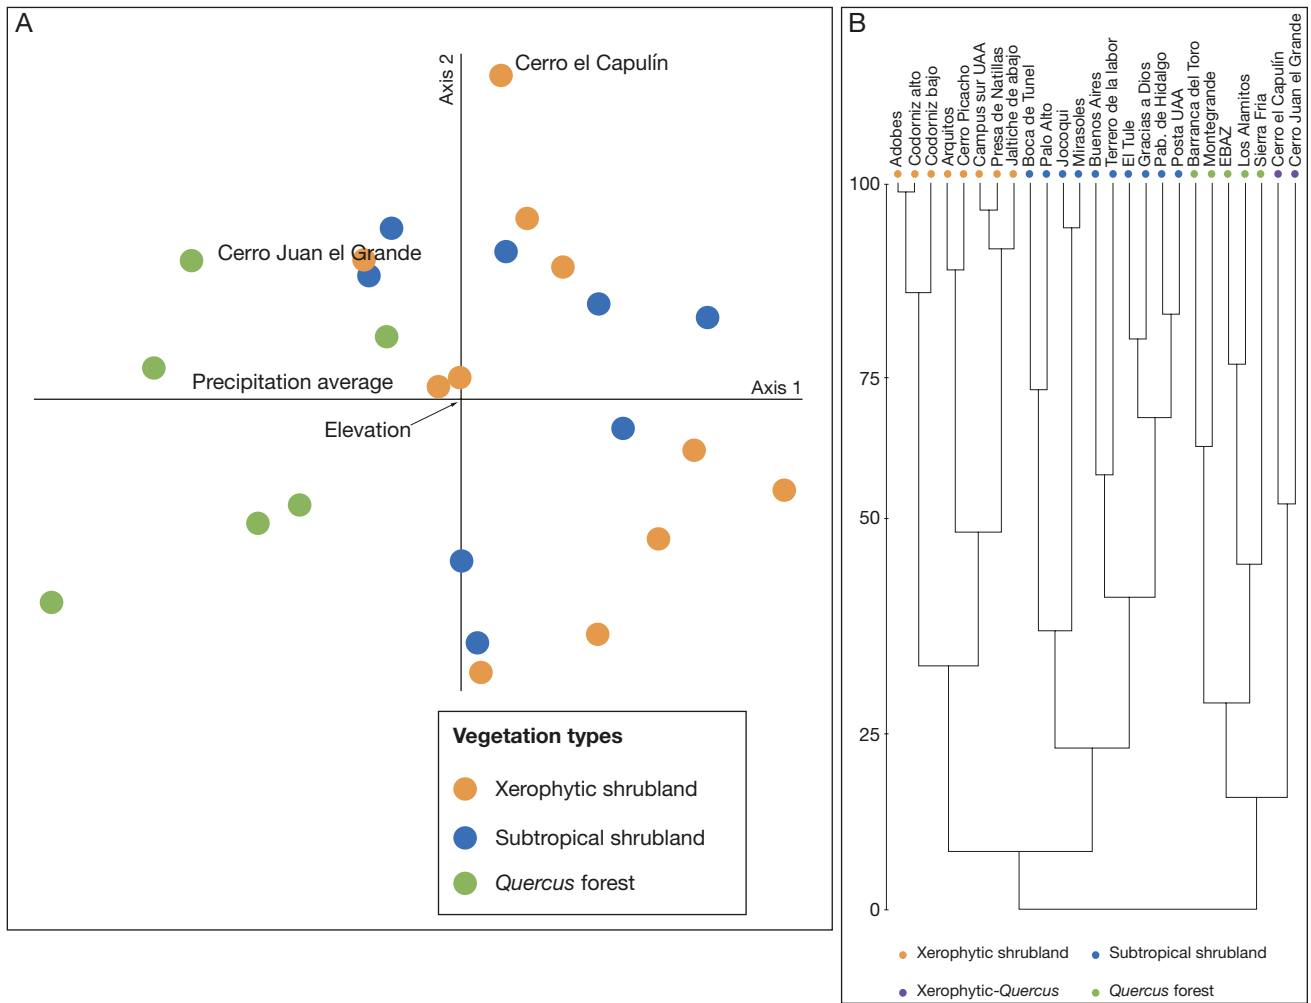 A
Axis 2
Cerro el Capulín
Cerro Juan el Grande
Precipitation average
Axis 1
Elevation
Vegetation types
Xerophytic shrubland
Subtropical shrubland
Quercus forest
B
Adobes
Codorniz alto
Codorniz bajo
Arquitos
Cerro Picacho
Campus sur UAA
Presa de Natillas
Jaltiche de abajo
Boca de Tunel
Palo Alto
Jocoqui
Mirasoles
Buenos Aires
Terrero de la labor
El Tule
Gracias a Dios
Pab. de Hidalgo
Posta UAA
Barranca del Toro
Montegrande
EBAZ
Los Alamitos
Sierra Fria
Cerro el Capulín
Cerro Juan el Grande
100
75
50
25
0
Xerophytic shrubland
Subtropical shrubland
Xerophytic-Quercus
Quercus forest